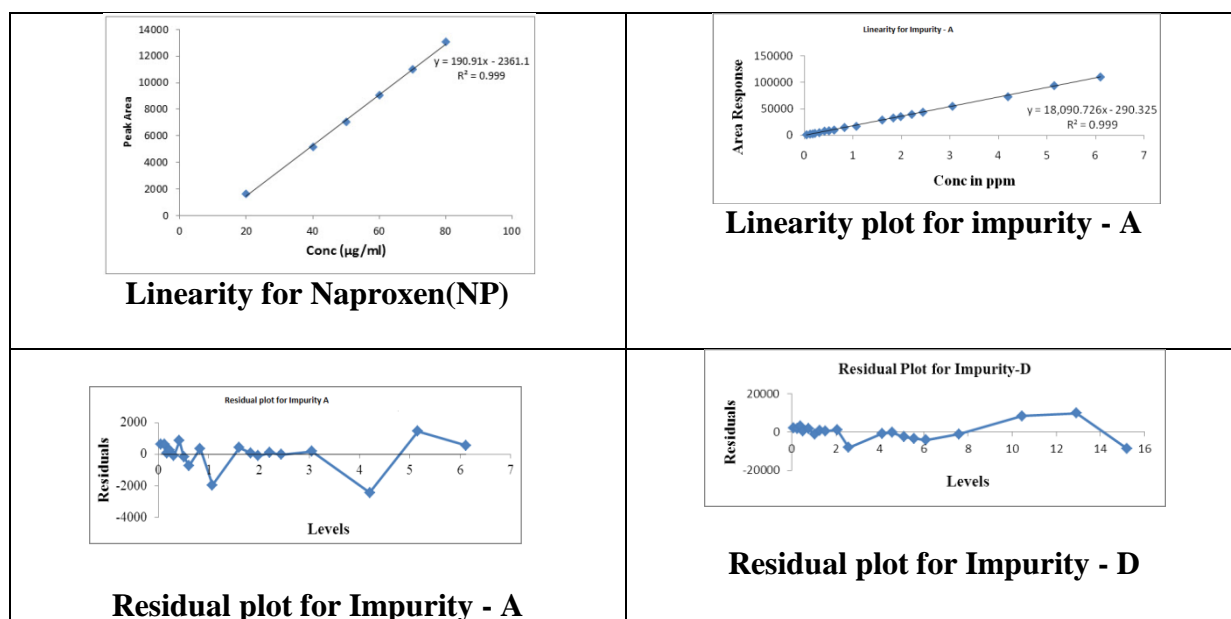 14000
12000
10000
8000
6000
4000
2000
0
Peak Area
y = 190.91x - 2361.1
R² = 0.999
0 20 40 60 80 100
Conc (µg/ml)
Linearity for Naproxen(NP)
Linearity for Impurity - A
150000
100000
50000
0
Area Response
y = 18,090.726x - 290.325
R² = 0.999
0 1 2 3 4 5 6 7
Conc in ppm
Linearity plot for impurity - A
Residual plot for Impurity A
2000
0
-2000
-4000
Residuals
0 1 2 3 4 5 6 7
Levels
Residual plot for Impurity - A
Residual Plot for Impurity-D
20000
0
-20000
Residuals
0 2 4 6 8 10 12 14 16
Levels
Residual plot for Impurity - D